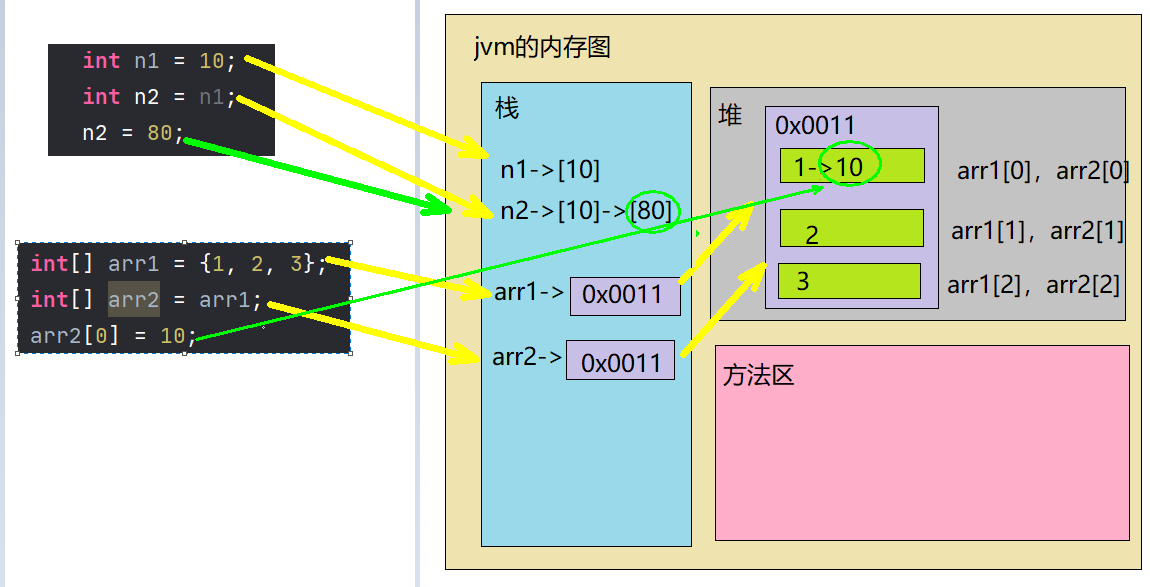 int n1 = 10;
int n2 = n1;
n2 = 80;
int[] arr1 = {1, 2, 3};
int[] arr2 = arr1;
arr2[0] = 10;
jvm的内存图
栈
n1->[10]
n2->[10]->[80]
arr1-> 0x0011
arr2-> 0x0011
堆
0x0011
1->10
2
3
arr1[0]，arr2[0]
arr1[1]，arr2[1]
arr1[2]，arr2[2]
方法区